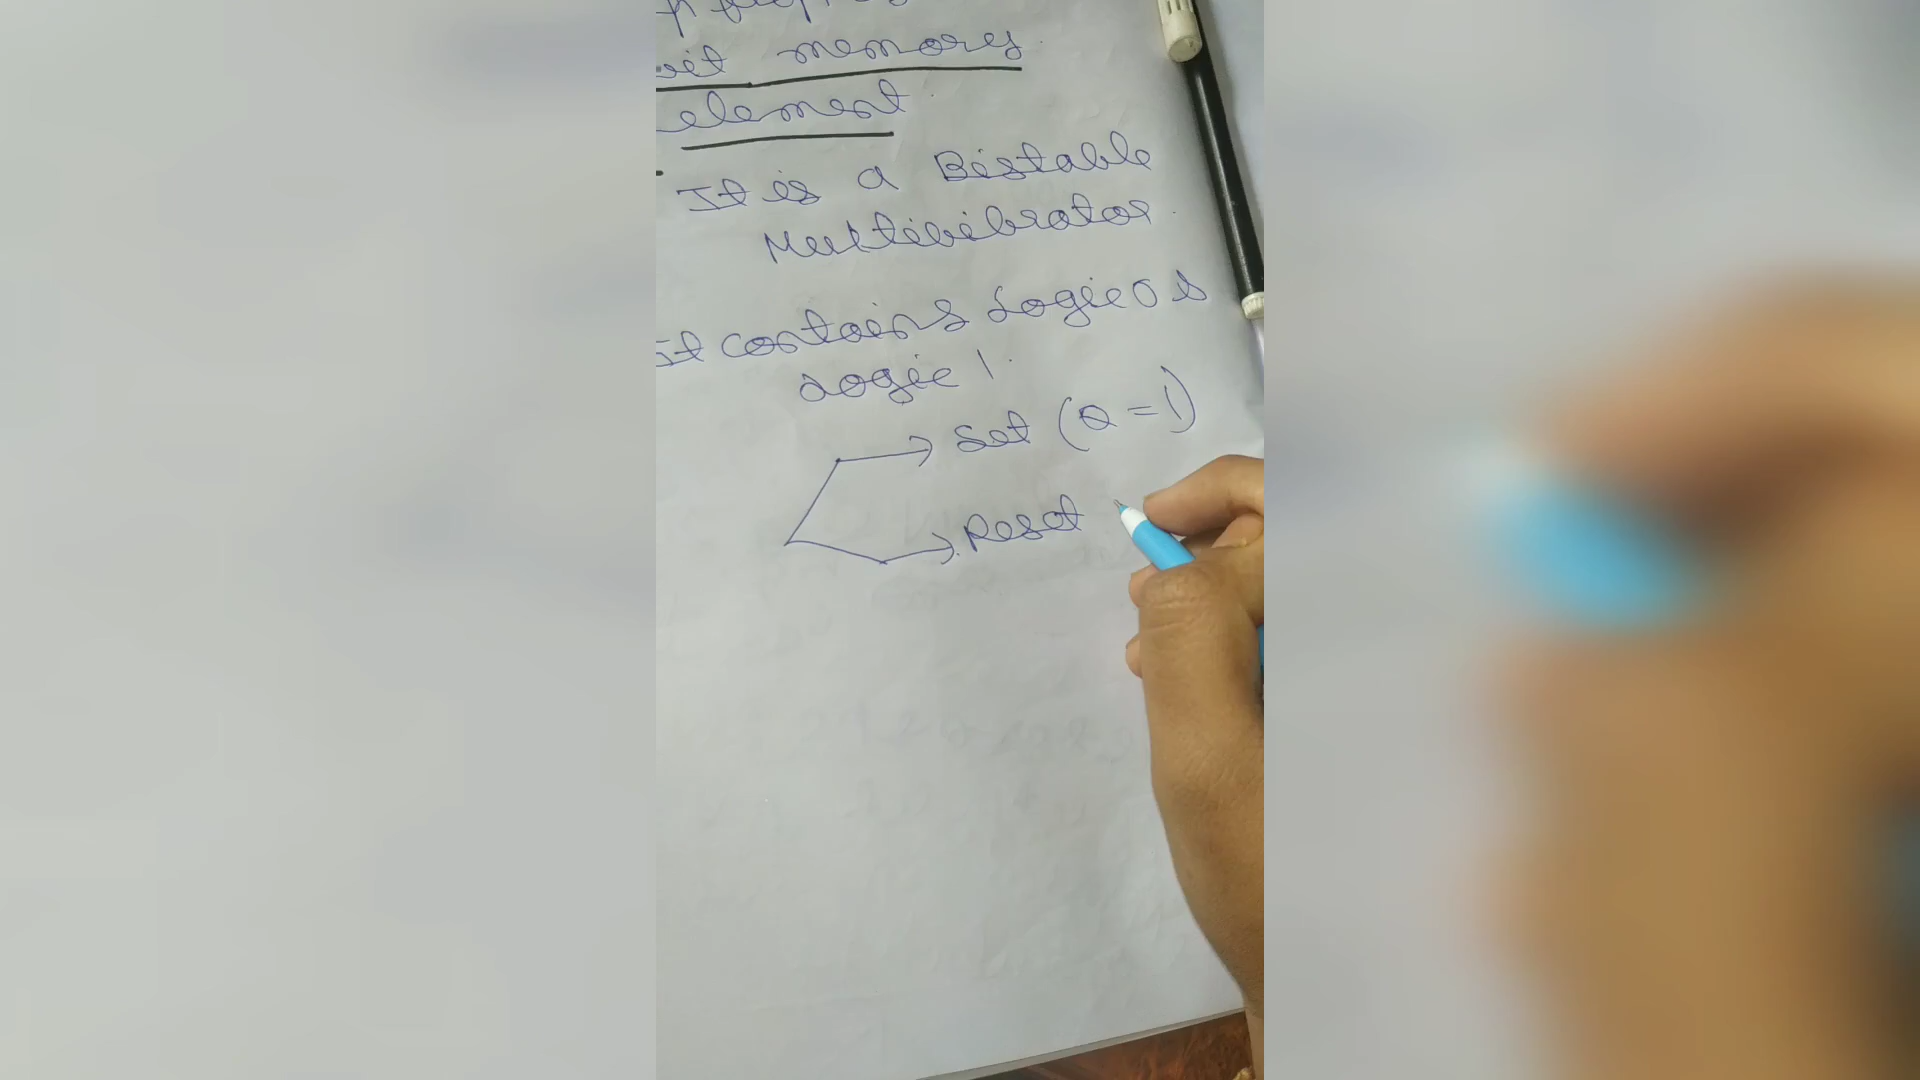 memory
element
It is a Bistable
Multivibrator.
It contains Logic 0 &
Logic 1.
Set (Q = 1)
Reset